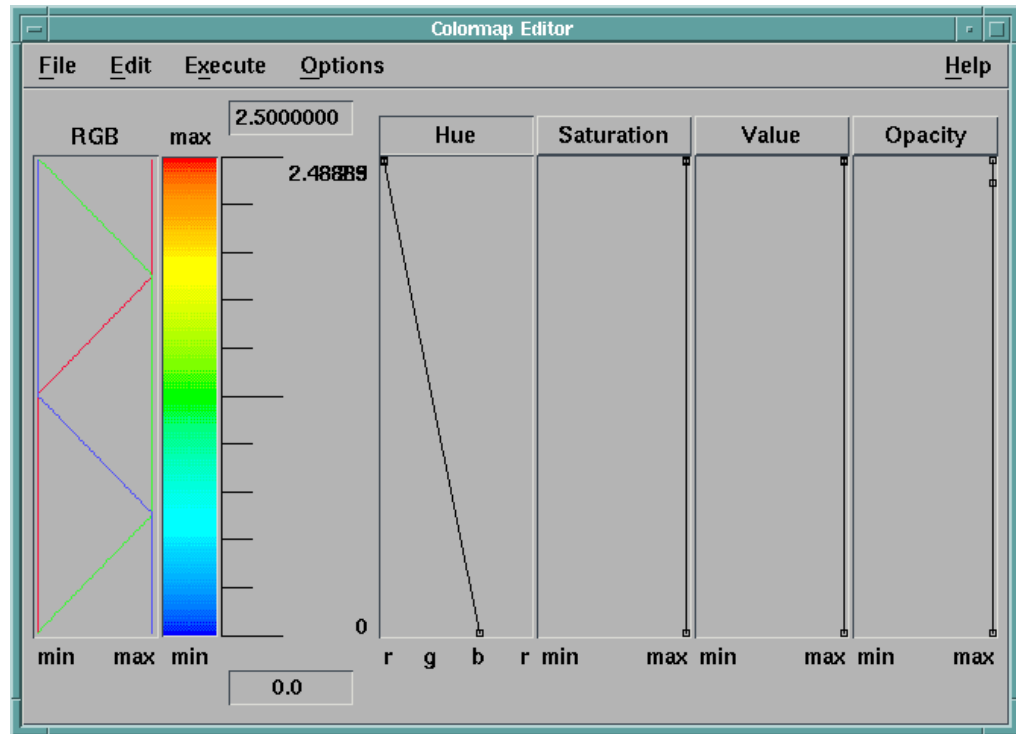 Colormap Editor
File Edit Execute Options Help
2.5000000
RGB max Hue Saturation Value Opacity
0
min max min r g b r min max min max min max
0.0